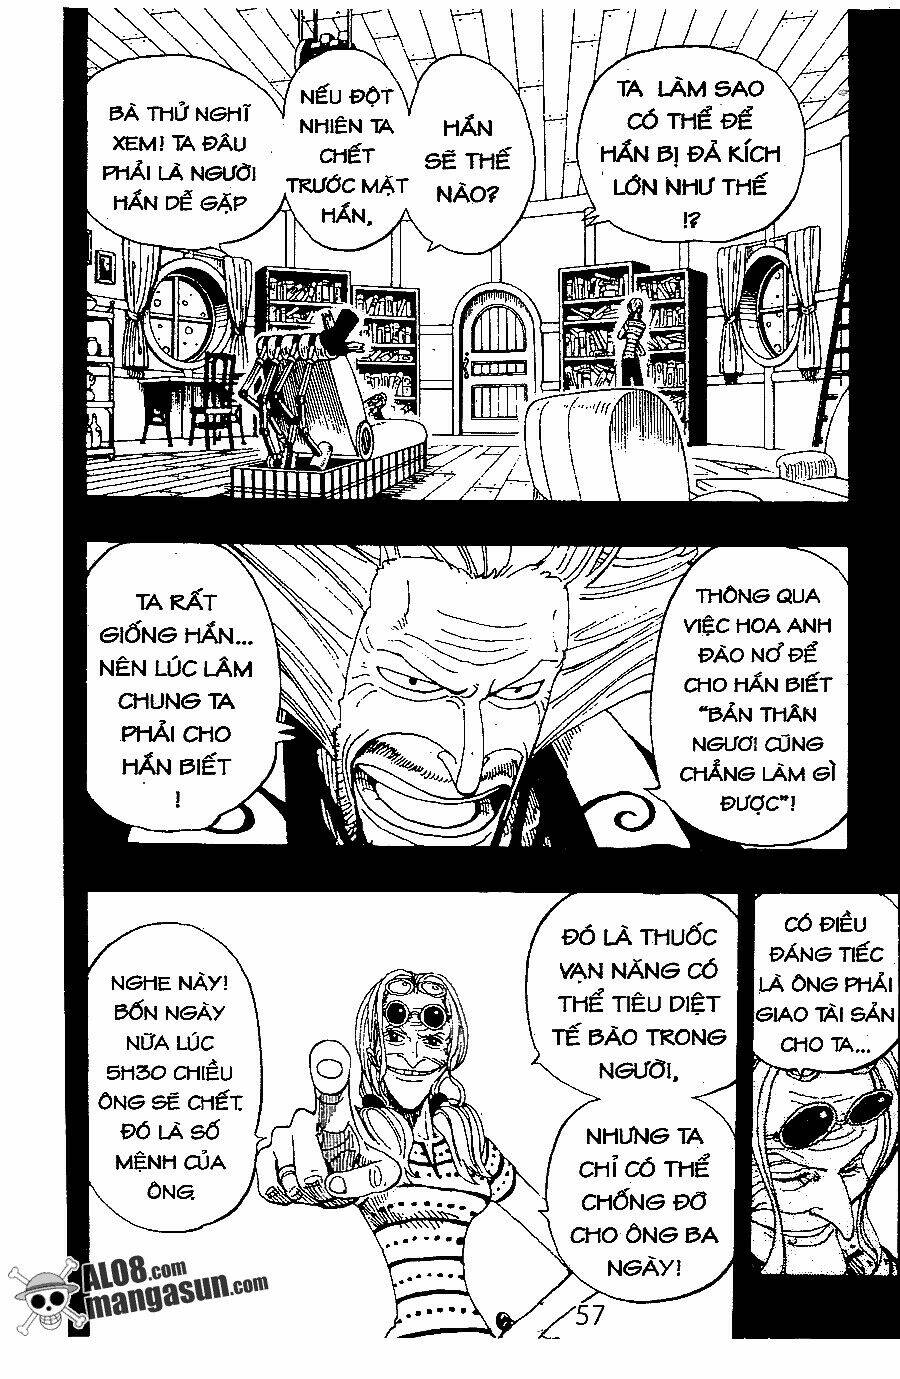 TA LÀM SAO
CÓ THỂ ĐỂ
HẮN BỊ ĐẢ KÍCH
LỚN NHƯ THẾ
!?
HẮN
SẼ THẾ
NÀO?
NẾU ĐỘT
NHIÊN TA
CHẾT
TRƯỚC MẶT
HẮN,
BÀ THỬ NGHĨ
XEM! TA ĐÂU
PHẢI LÀ NGƯỜI
HẮN DỄ GẶP
THÔNG QUA
VIỆC HOA ANH
ĐÀO NỞ ĐỂ
CHO HẮN BIẾT
"BẢN THÂN
NGƯƠI CŨNG
CHẲNG LÀM GÌ
ĐƯỢC"!
TA RẤT
GIỐNG HẮN...
NÊN LÚC LÂM
CHUNG TA
PHẢI CHO
HẮN BIẾT
!
CÓ ĐIỀU
ĐÁNG TIẾC
LÀ ÔNG PHẢI
GIAO TÀI SẢN
CHO TA...
ĐÓ LÀ THUỐC
VẠN NĂNG CÓ
THỂ TIÊU DIỆT
TẾ BÀO TRONG
NGƯỜI,
NHƯNG TA
CHỈ CÓ THỂ
CHỐNG ĐỠ
CHO ÔNG BA
NGÀY!
NGHE NÀY!
BỐN NGÀY
NỮA LÚC
5H30 CHIỀU
ÔNG SẼ CHẾT.
ĐÓ LÀ SỐ
MỆNH CỦA
ÔNG.
57
AL08.com
mangasun.com